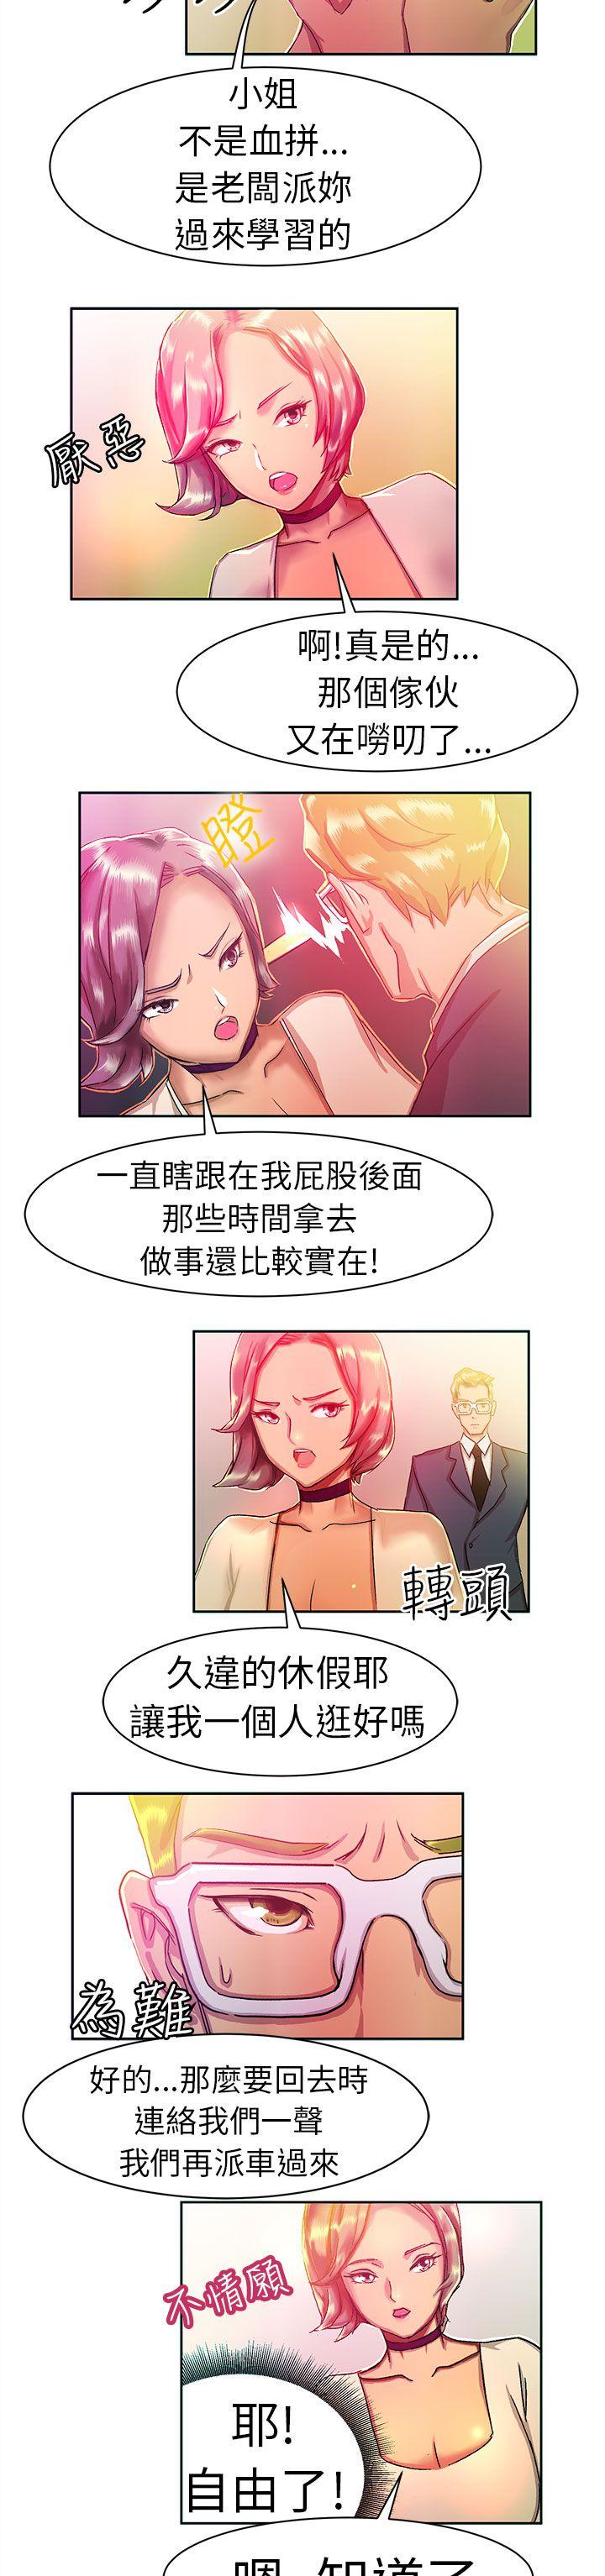 小姐
不是血拼...
是老闆派妳
過來學習的
厭惡
啊!真是的...
那個傢伙
又在嘮叨了...
瞪
一直瞎跟在我屁股後面
那些時間拿去
做事還比較實在!
轉頭
久違的休假耶
讓我一個人逛好嗎
為難
好的...那麼要回去時
連絡我們一聲
我們再派車過來
不情願
耶!
自由了!